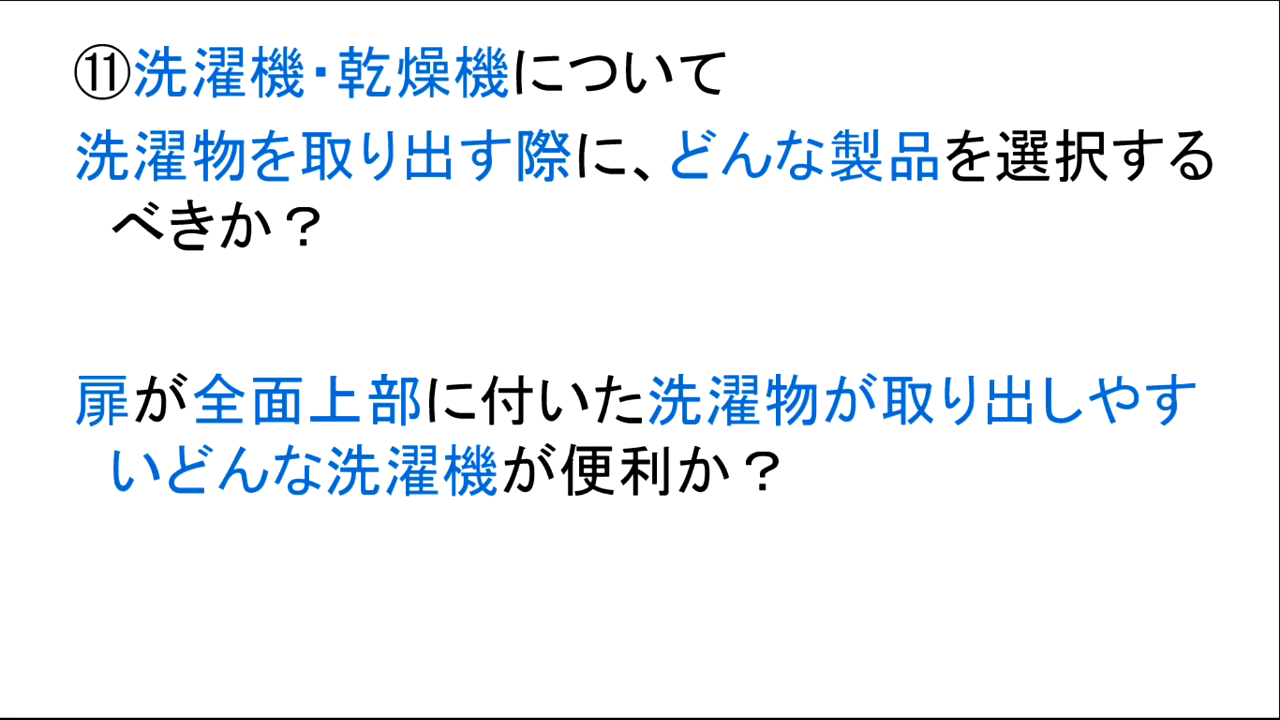 ⑪洗濯機・乾燥機について
洗濯物を取り出す際に、どんな製品を選択する
べきか？
扉が全面上部に付いた洗濯物が取り出しやす
いどんな洗濯機が便利か？